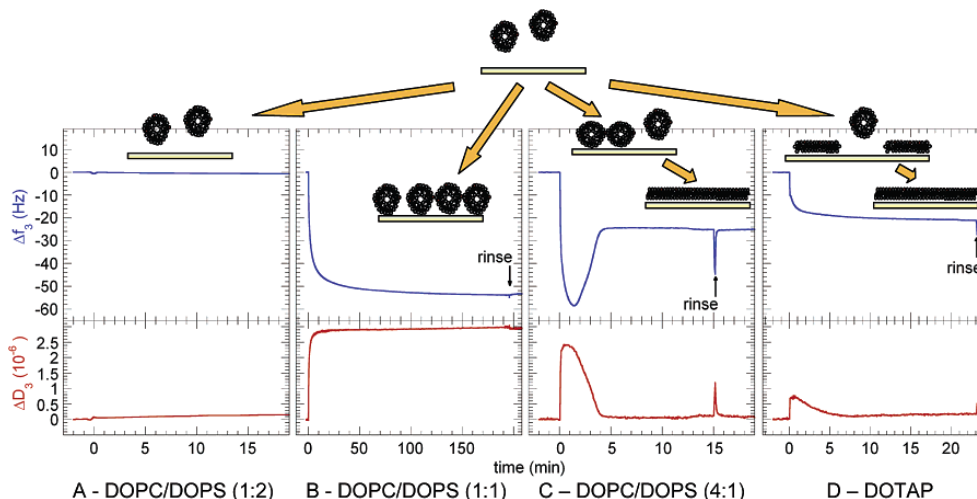 10
0
-10
-20
-30
-40
-50
-60
Δf₃ (Hz)
rinse
rinse
rinse
2.5
2
1.5
1
0.5
0
ΔD₃ (10⁻⁶)
0 5 10 15
0 50 100 150
0 5 10 15
0 5 10 15 20
time (min)
A - DOPC/DOPS (1:2)
B - DOPC/DOPS (1:1)
C – DOPC/DOPS (4:1)
D – DOTAP